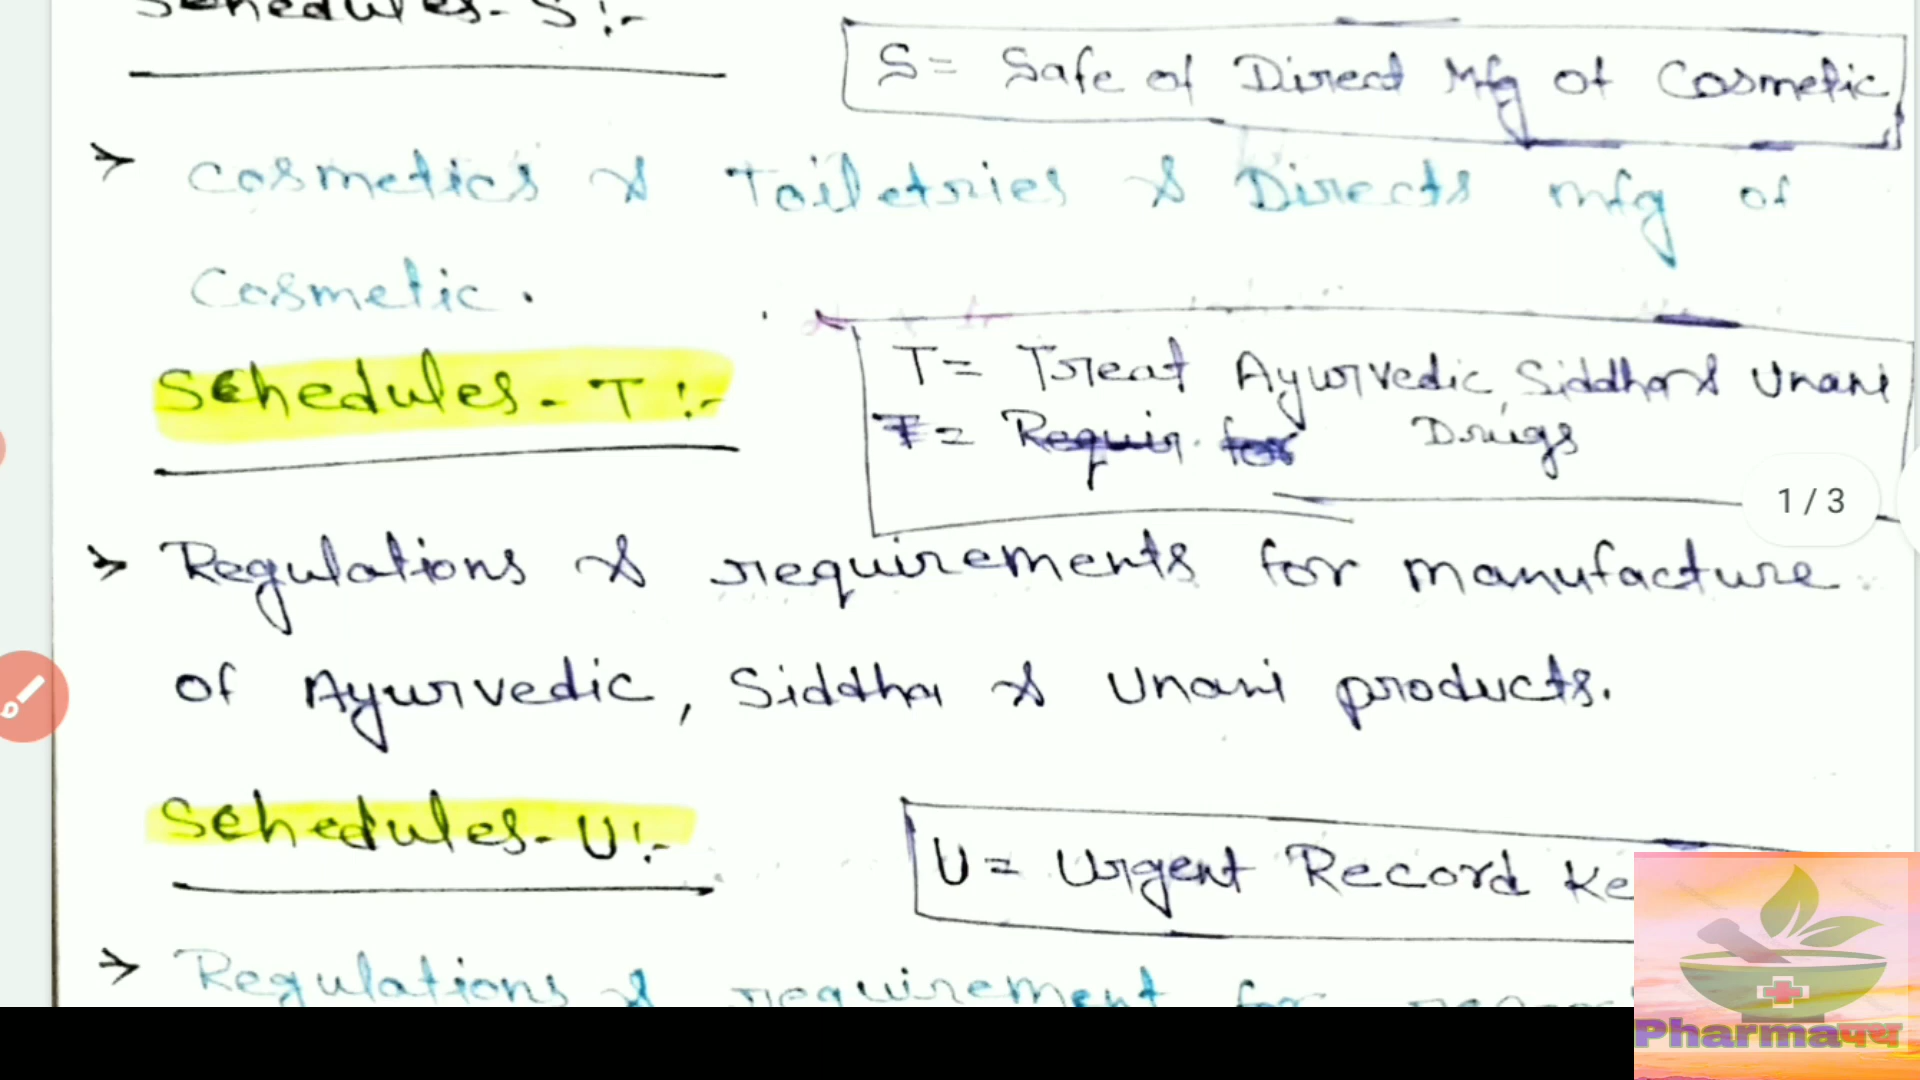 Schedules- S :-
S = Safe of Direct Mfg of Cosmetic
→ Cosmetics & Toiletries & Directs mfg of
Cosmetic.
Schedules- T :-
T = Treat Ayurvedic, Siddha & Unani
T = Requir. for Drugs
1 / 3
→ Regulations & requirements for manufacture
of Ayurvedic, Siddha & Unani products.
Schedules- U :-
U = Urgent Record Ke
→ Regulations & requirement for
Pharmaपथ